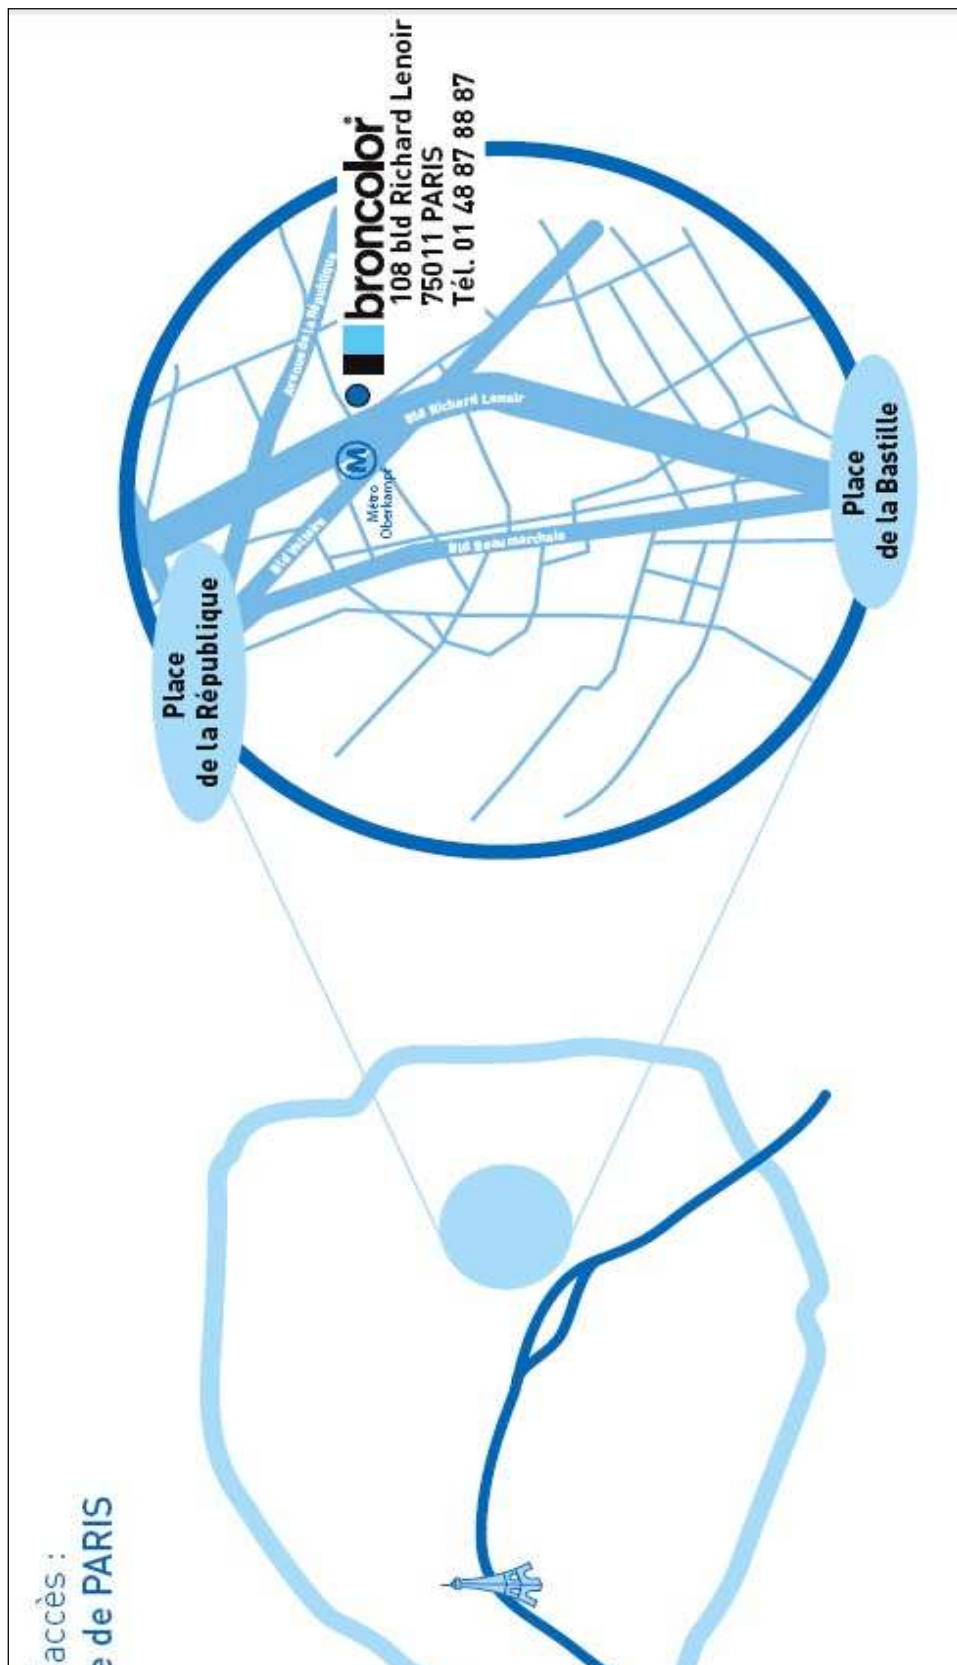 accès :
de PARIS
Place
de la République
Avenue de la République
broncolor®
108 bld Richard Lenoir
75011 PARIS
Tél. 01 48 87 88 87
Bld Voltaire
M
Métro
Oberkampf
Bld Richard Lenoir
Bld Beaumarchais
Place
de la Bastille